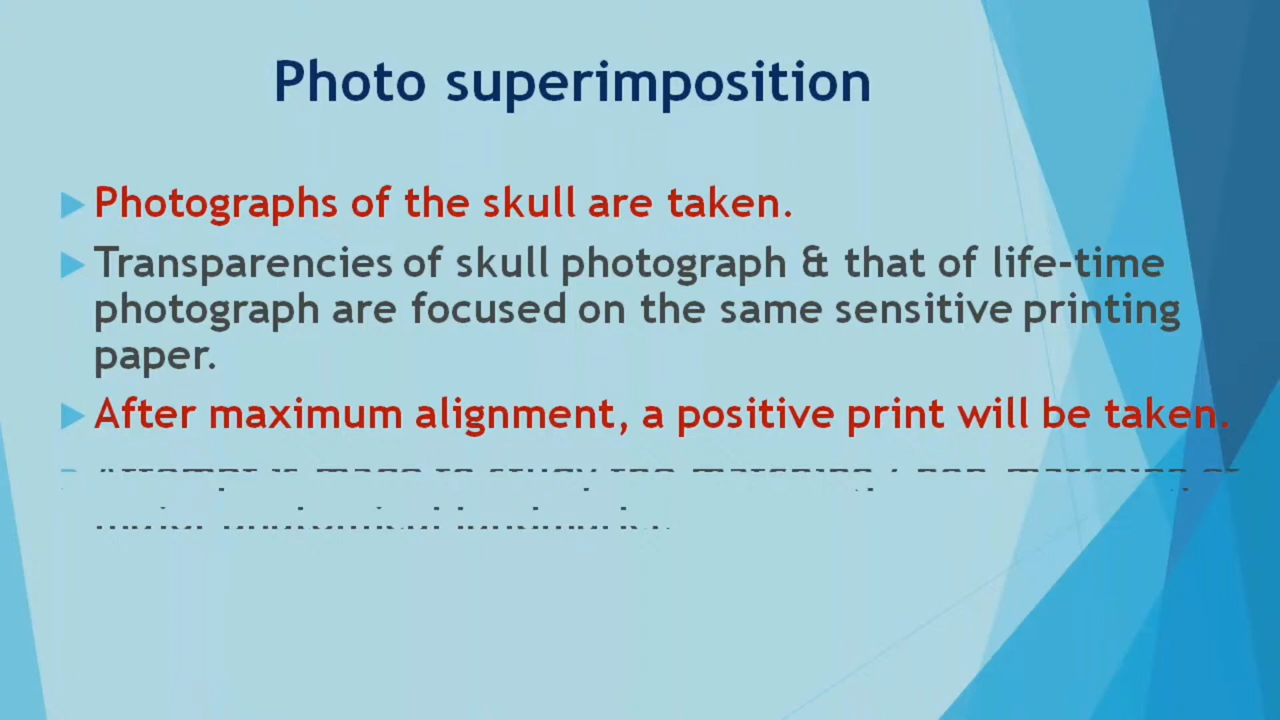 Photo superimposition
Photographs of the skull are taken.
Transparencies of skull photograph & that of life-time
photograph are focused on the same sensitive printing
paper.
After maximum alignment, a positive print will be taken.